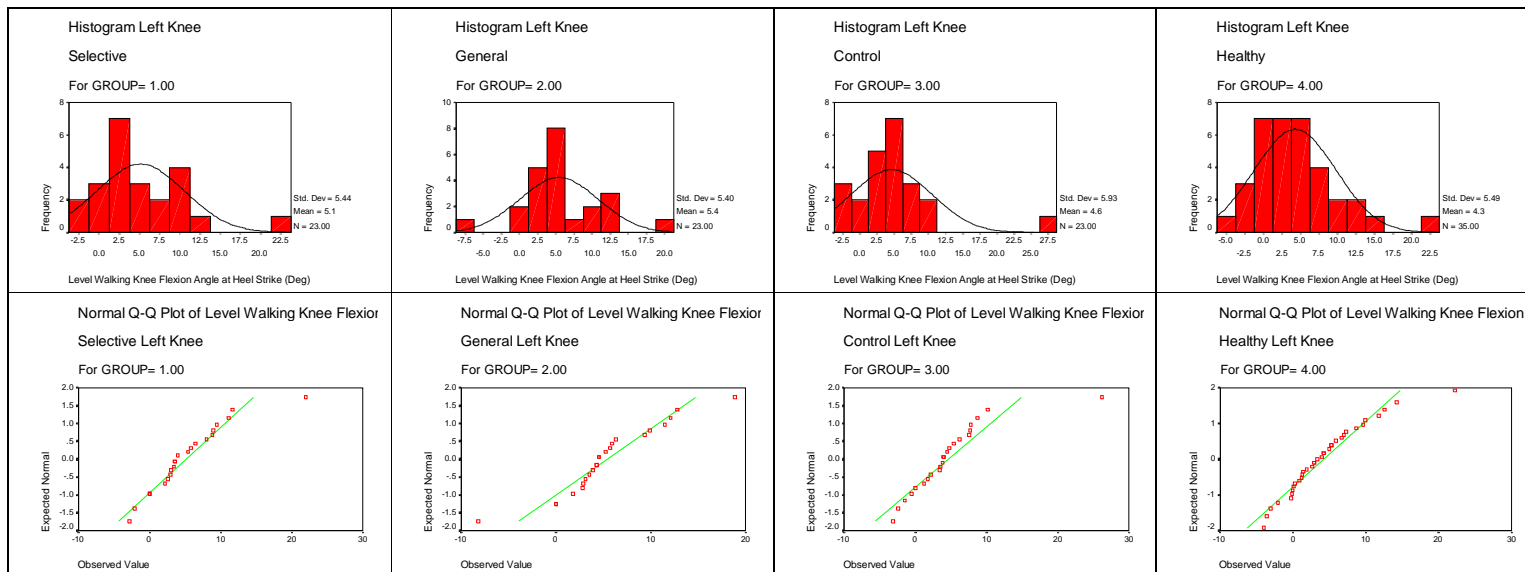 Histogram Left Knee
Selective
For GROUP= 1.00
8
6
4
2
0
Frequency
Std. Dev = 5.44
Mean = 5.1
N = 23.00
-2.5 2.5 7.5 12.5 22.5
0.0 5.0 10.0 15.0 20.0
Level Walking Knee Flexion Angle at Heel Strike (Deg)
Histogram Left Knee
General
For GROUP= 2.00
10
8
6
4
2
0
Frequency
Std. Dev = 5.40
Mean = 5.4
N = 23.00
-7.5 -2.5 2.5 7.5 12.5 17.5
-5.0 0.0 5.0 10.0 15.0 20.0
Level Walking Knee Flexion Angle at Heel Strike (Deg)
Histogram Left Knee
Control
For GROUP= 3.00
8
6
4
2
0
Frequency
Std. Dev = 5.93
Mean = 4.6
N = 23.00
-2.5 2.5 7.5 12.5 17.5 22.5 27.5
0.0 5.0 10.0 15.0 20.0 25.0
Level Walking Knee Flexion Angle at Heel Strike (Deg)
Histogram Left Knee
Healthy
For GROUP= 4.00
8
6
4
2
0
Frequency
Std. Dev = 5.49
Mean = 4.3
N = 35.00
-5.0 0.0 5.0 10.0 15.0 20.0
-2.5 2.5 7.5 12.5 17.5 22.5
Level Walking Knee Flexion Angle at Heel Strike (Deg)
Normal Q-Q Plot of Level Walking Knee Flexior
Selective Left Knee
For GROUP= 1.00
2.0
1.5
1.0
.5
0.0
-.5
-1.0
-1.5
-2.0
Expected Normal
-10 0 10 20 30
Observed Value
Normal Q-Q Plot of Level Walking Knee Flexior
General Left Knee
For GROUP= 2.00
2.0
1.5
1.0
.5
0.0
-.5
-1.0
-1.5
-2.0
Expected Normal
-10 0 10 20
Observed Value
Normal Q-Q Plot of Level Walking Knee Flexior
Control Left Knee
For GROUP= 3.00
2.0
1.5
1.0
.5
0.0
-.5
-1.0
-1.5
-2.0
Expected Normal
-10 0 10 20 30
Observed Value
Normal Q-Q Plot of Level Walking Knee Flexion
Healthy Left Knee
For GROUP= 4.00
2
1
0
-1
-2
Expected Normal
-10 0 10 20 30
Observed Value